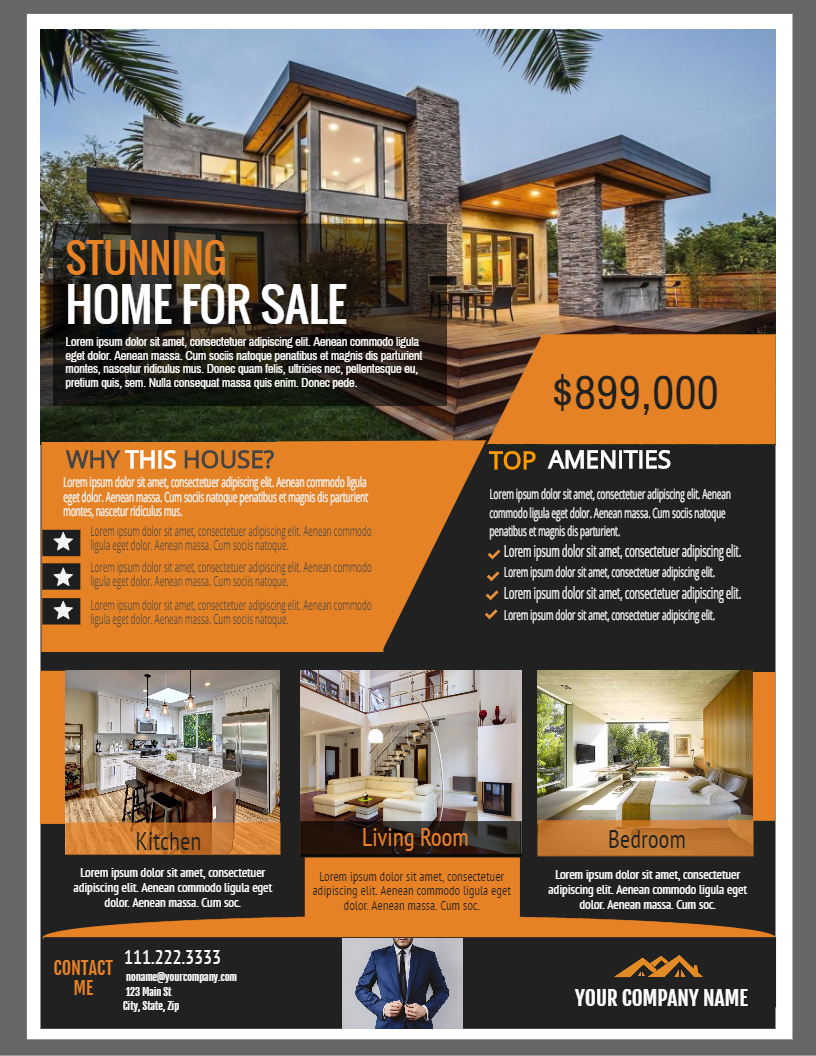 STUNNING
HOME FOR SALE
Lorem ipsum dolor sit amet, consectetuer adipiscing elit. Aenean commodo ligula
eget dolor. Aenean massa. Cum sociis natoque penatibus et magnis dis parturient
montes, nascetur ridiculus mus. Donec quam felis, ultricies nec, pellentesque eu,
pretium quis, sem. Nulla consequat massa quis enim. Donec pede.
$899,000
WHY THIS HOUSE?
Lorem ipsum dolor sit amet, consectetuer adipiscing elit. Aenean commodo ligula
eget dolor. Aenean massa. Cum sociis natoque penatibus et magnis dis parturient
montes, nascetur ridiculus mus.
Lorem ipsum dolor sit amet, consectetuer adipiscing elit. Aenean commodo
ligula eget dolor. Aenean massa. Cum sociis natoque.
Lorem ipsum dolor sit amet, consectetuer adipiscing elit. Aenean commodo
ligula eget dolor. Aenean massa. Cum sociis natoque.
Lorem ipsum dolor sit amet, consectetuer adipiscing elit. Aenean commodo
ligula eget dolor. Aenean massa. Cum sociis natoque.
TOP AMENITIES
Lorem ipsum dolor sit amet, consectetuer adipiscing elit. Aenean
commodo ligula eget dolor. Aenean massa. Cum sociis natoque
penatibus et magnis dis parturient.
Lorem ipsum dolor sit amet, consectetuer adipiscing elit.
Lorem ipsum dolor sit amet, consectetuer adipiscing elit.
Lorem ipsum dolor sit amet, consectetuer adipiscing elit.
Lorem ipsum dolor sit amet, consectetuer adipiscing elit.
Kitchen
Lorem ipsum dolor sit amet, consectetuer
adipiscing elit. Aenean commodo ligula eget
dolor. Aenean massa. Cum soc.
Living Room
Lorem ipsum dolor sit amet, consectetuer
adipiscing elit. Aenean commodo ligula eget
dolor. Aenean massa. Cum soc.
Bedroom
Lorem ipsum dolor sit amet, consectetuer
adipiscing elit. Aenean commodo ligula eget
dolor. Aenean massa. Cum soc.
CONTACT
ME
111.222.3333
noname@yourcompany.com
123 Main St
City, State, Zip
YOUR COMPANY NAME